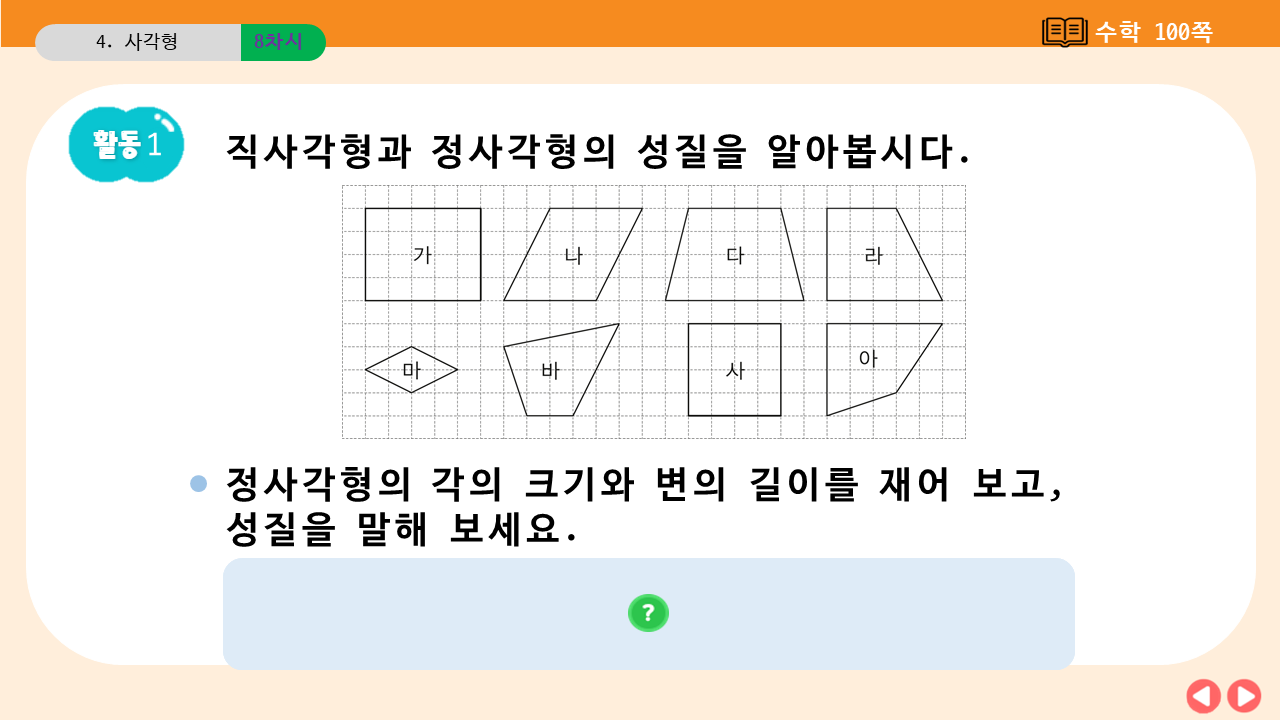 4. 사각형 8차시
수학 100쪽
활동 1
직사각형과 정사각형의 성질을 알아봅시다.
가 나 다 라
마 바 사 아
정사각형의 각의 크기와 변의 길이를 재어 보고,
성질을 말해 보세요.
?